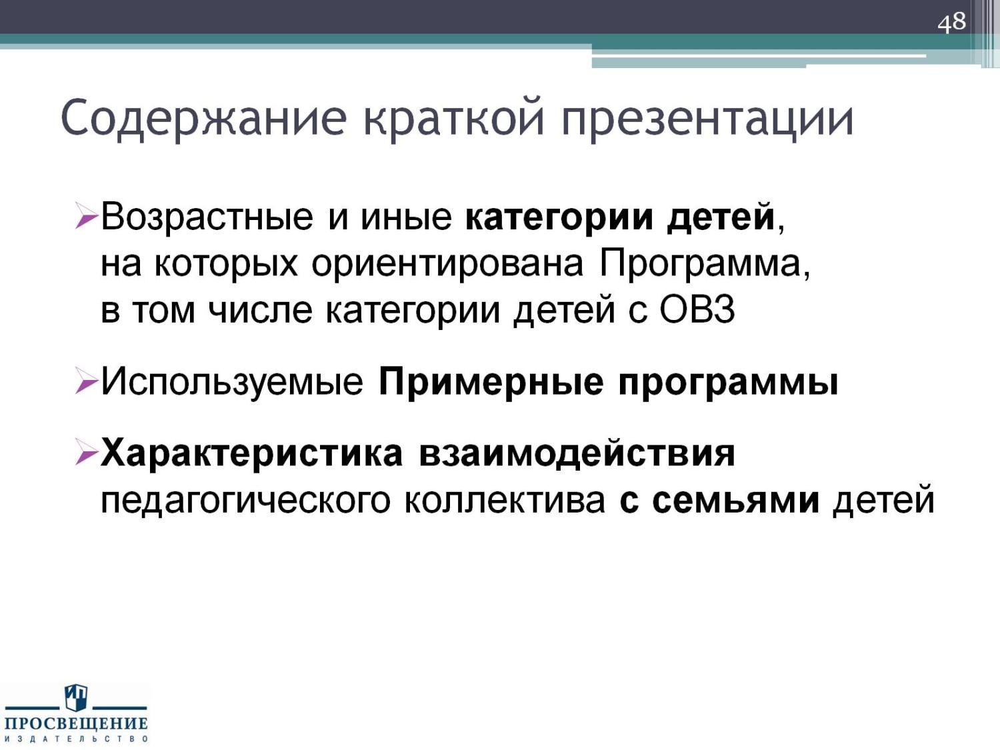 48
Содержание краткой презентации
Возрастные и иные категории детей,
на которых ориентирована Программа,
в том числе категории детей с ОВЗ
Используемые Примерные программы
Характеристика взаимодействия
педагогического коллектива с семьями детей
ИП
ПРОСВЕЩЕНИЕ
ИЗДАТЕЛЬСТВО